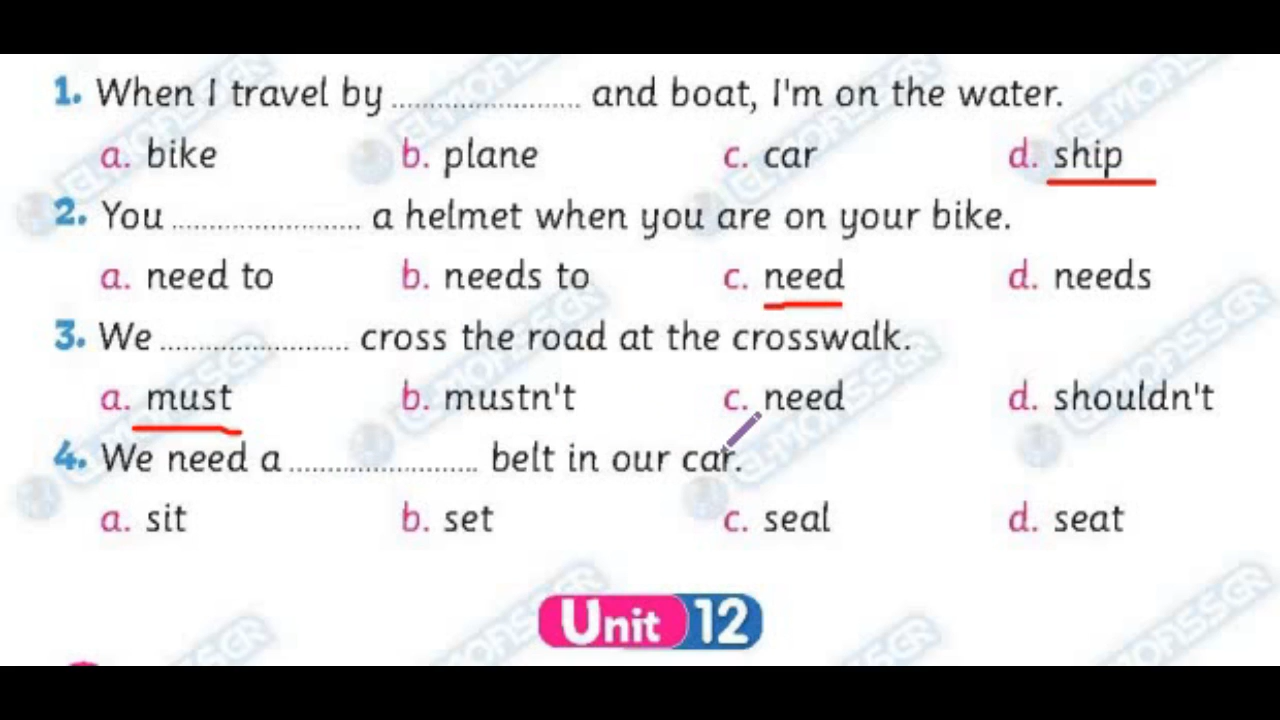 1. When I travel by ........................ and boat, I'm on the water.
a. bike b. plane c. car d. ship
2. You ........................ a helmet when you are on your bike.
a. need to b. needs to c. need d. needs
3. We ........................ cross the road at the crosswalk.
a. must b. mustn't c. need d. shouldn't
4. We need a ........................ belt in our car.
a. sit b. set c. seal d. seat
Unit 12